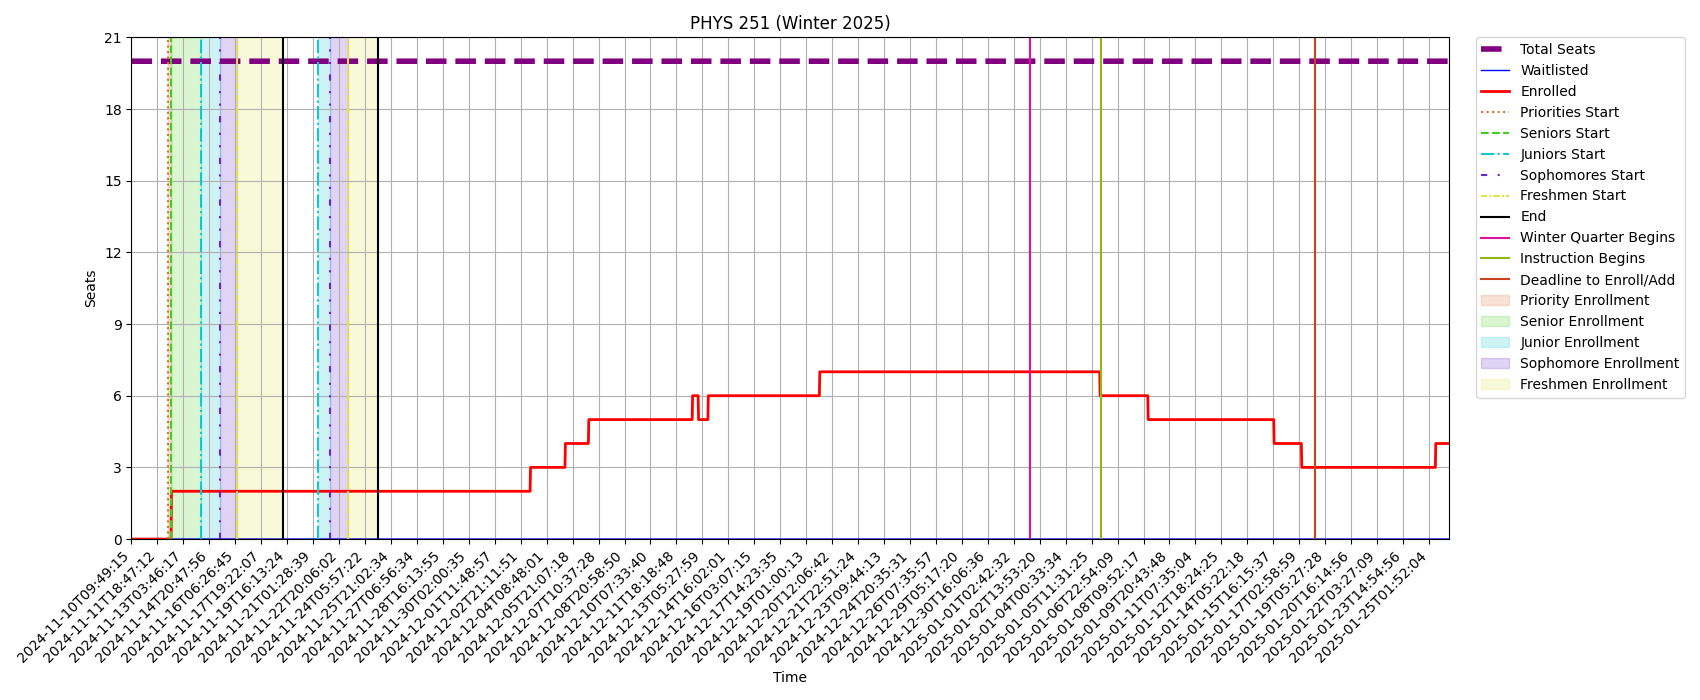 PHYS 251 (Winter 2025)
Seats
21
18
15
12
9
6
3
0
2024-11-10T09:49:15
2024-11-11T18:47:12
2024-11-13T03:46:17
2024-11-14T20:47:56
2024-11-16T06:26:45
2024-11-17T19:22:07
2024-11-19T16:13:24
2024-11-21T01:28:39
2024-11-22T20:06:02
2024-11-24T05:57:22
2024-11-25T21:02:34
2024-11-27T06:56:34
2024-11-28T16:13:55
2024-11-30T02:00:35
2024-12-01T11:48:57
2024-12-02T21:11:51
2024-12-04T08:48:01
2024-12-05T21:07:18
2024-12-07T10:37:28
2024-12-08T20:58:50
2024-12-10T07:33:40
2024-12-11T18:18:48
2024-12-13T05:27:59
2024-12-14T16:02:01
2024-12-16T03:07:15
2024-12-17T14:23:35
2024-12-19T01:00:13
2024-12-20T12:06:42
2024-12-21T22:51:24
2024-12-23T09:44:13
2024-12-24T20:35:31
2024-12-26T07:35:57
2024-12-29T05:17:20
2024-12-30T16:06:36
2025-01-01T02:42:32
2025-01-02T13:53:20
2025-01-04T00:33:34
2025-01-05T11:31:25
2025-01-06T22:54:09
2025-01-08T09:52:17
2025-01-09T20:43:48
2025-01-11T07:35:04
2025-01-12T18:24:25
2025-01-14T05:22:18
2025-01-15T16:15:37
2025-01-17T02:58:59
2025-01-19T05:27:28
2025-01-20T16:14:56
2025-01-22T03:27:09
2025-01-23T14:54:56
2025-01-25T01:52:04
Time
Total Seats
Waitlisted
Enrolled
Priorities Start
Seniors Start
Juniors Start
Sophomores Start
Freshmen Start
End
Winter Quarter Begins
Instruction Begins
Deadline to Enroll/Add
Priority Enrollment
Senior Enrollment
Junior Enrollment
Sophomore Enrollment
Freshmen Enrollment